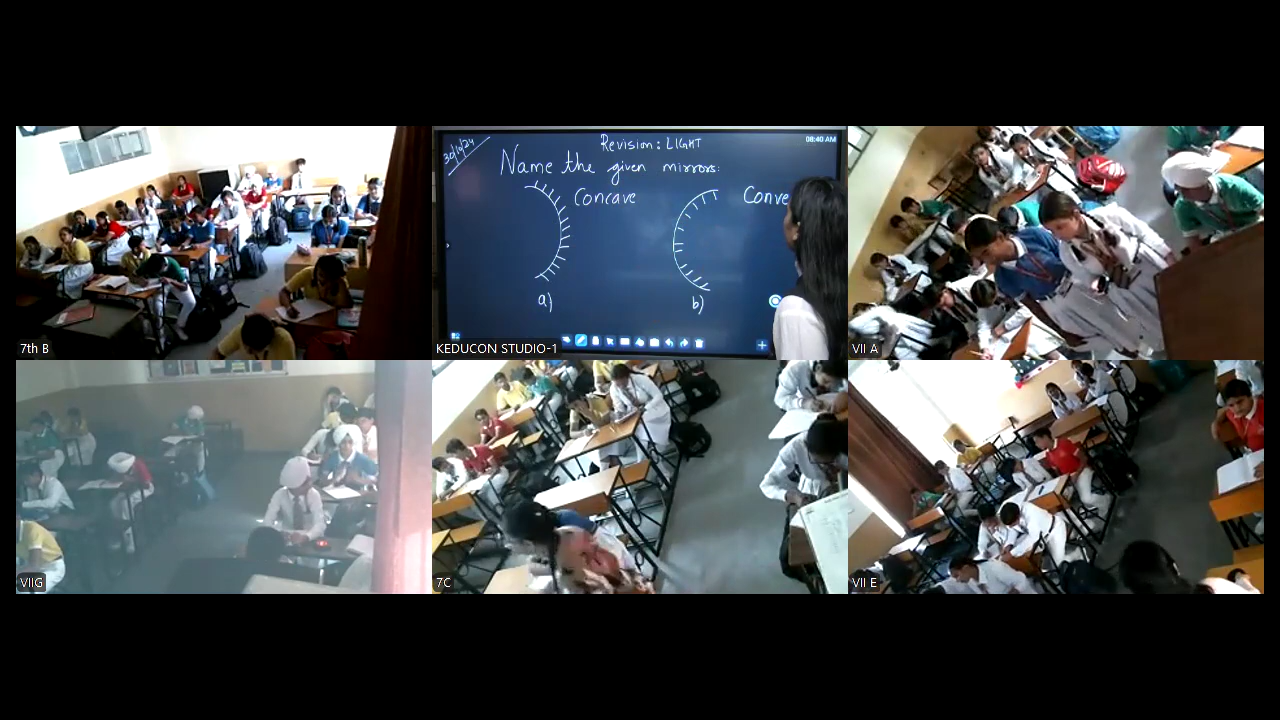 7th B
30/10/24
Revision: LIGHT
08:40 AM
Name the given mirrors:
Concave
Conve
a)
b)
KEDUCON STUDIO-1
VII A
VIIG
7C
VII E